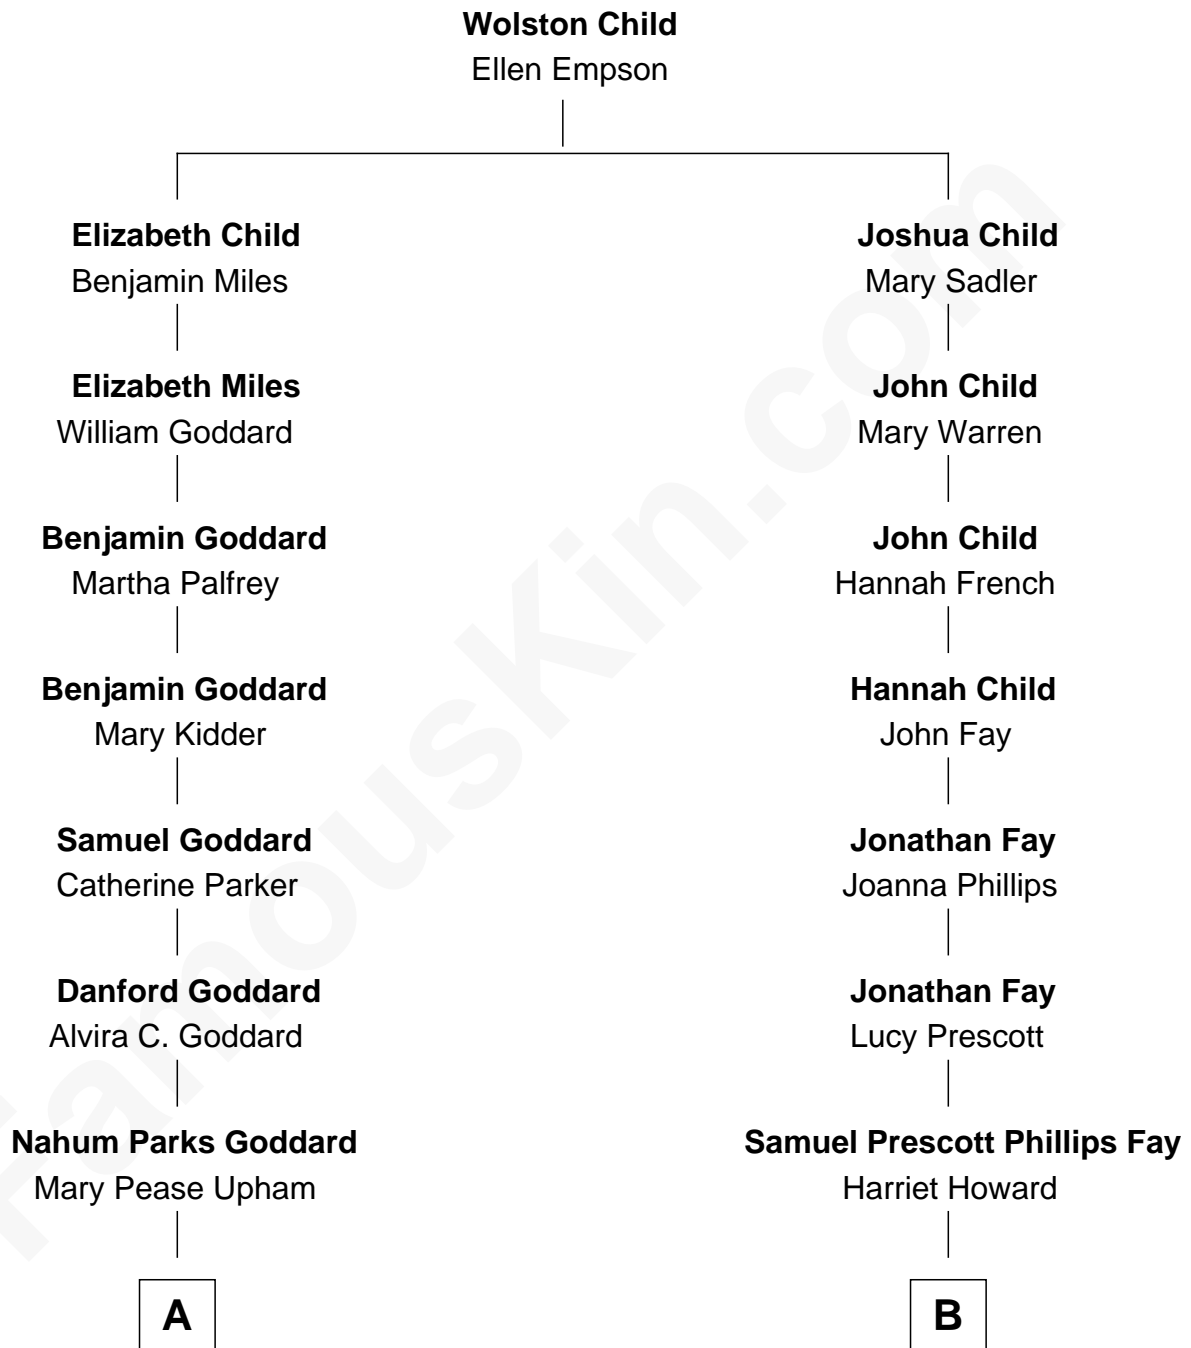 Wolston Child
Ellen Empson
Elizabeth Child
Benjamin Miles
Joshua Child
Mary Sadler
Elizabeth Miles
William Goddard
John Child
Mary Warren
Benjamin Goddard
Martha Palfrey
John Child
Hannah French
Benjamin Goddard
Mary Kidder
Hannah Child
John Fay
Samuel Goddard
Catherine Parker
Jonathan Fay
Joanna Phillips
Danford Goddard
Alvira C. Goddard
Jonathan Fay
Lucy Prescott
Nahum Parks Goddard
Mary Pease Upham
Samuel Prescott Phillips Fay
Harriet Howard
A
B
FamousKin.com